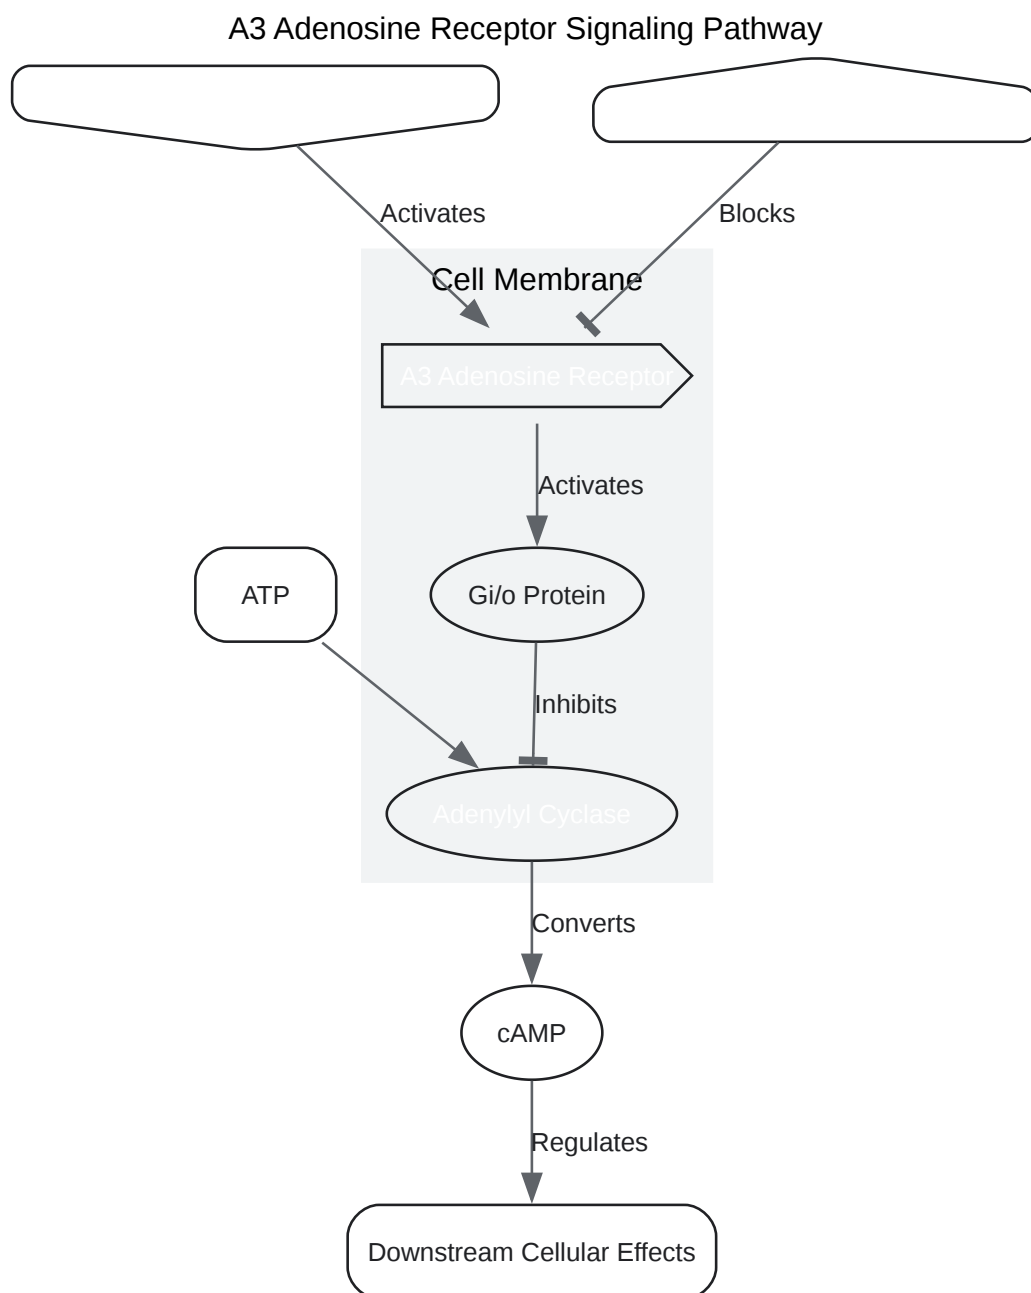 A3 Adenosine Receptor Signaling Pathway
Activates
Blocks
Cell Membrane
A3 Adenosine Receptor
Activates
ATP
Gi/o Protein
Inhibits
Adenylyl Cyclase
Converts
cAMP
Regulates
Downstream Cellular Effects